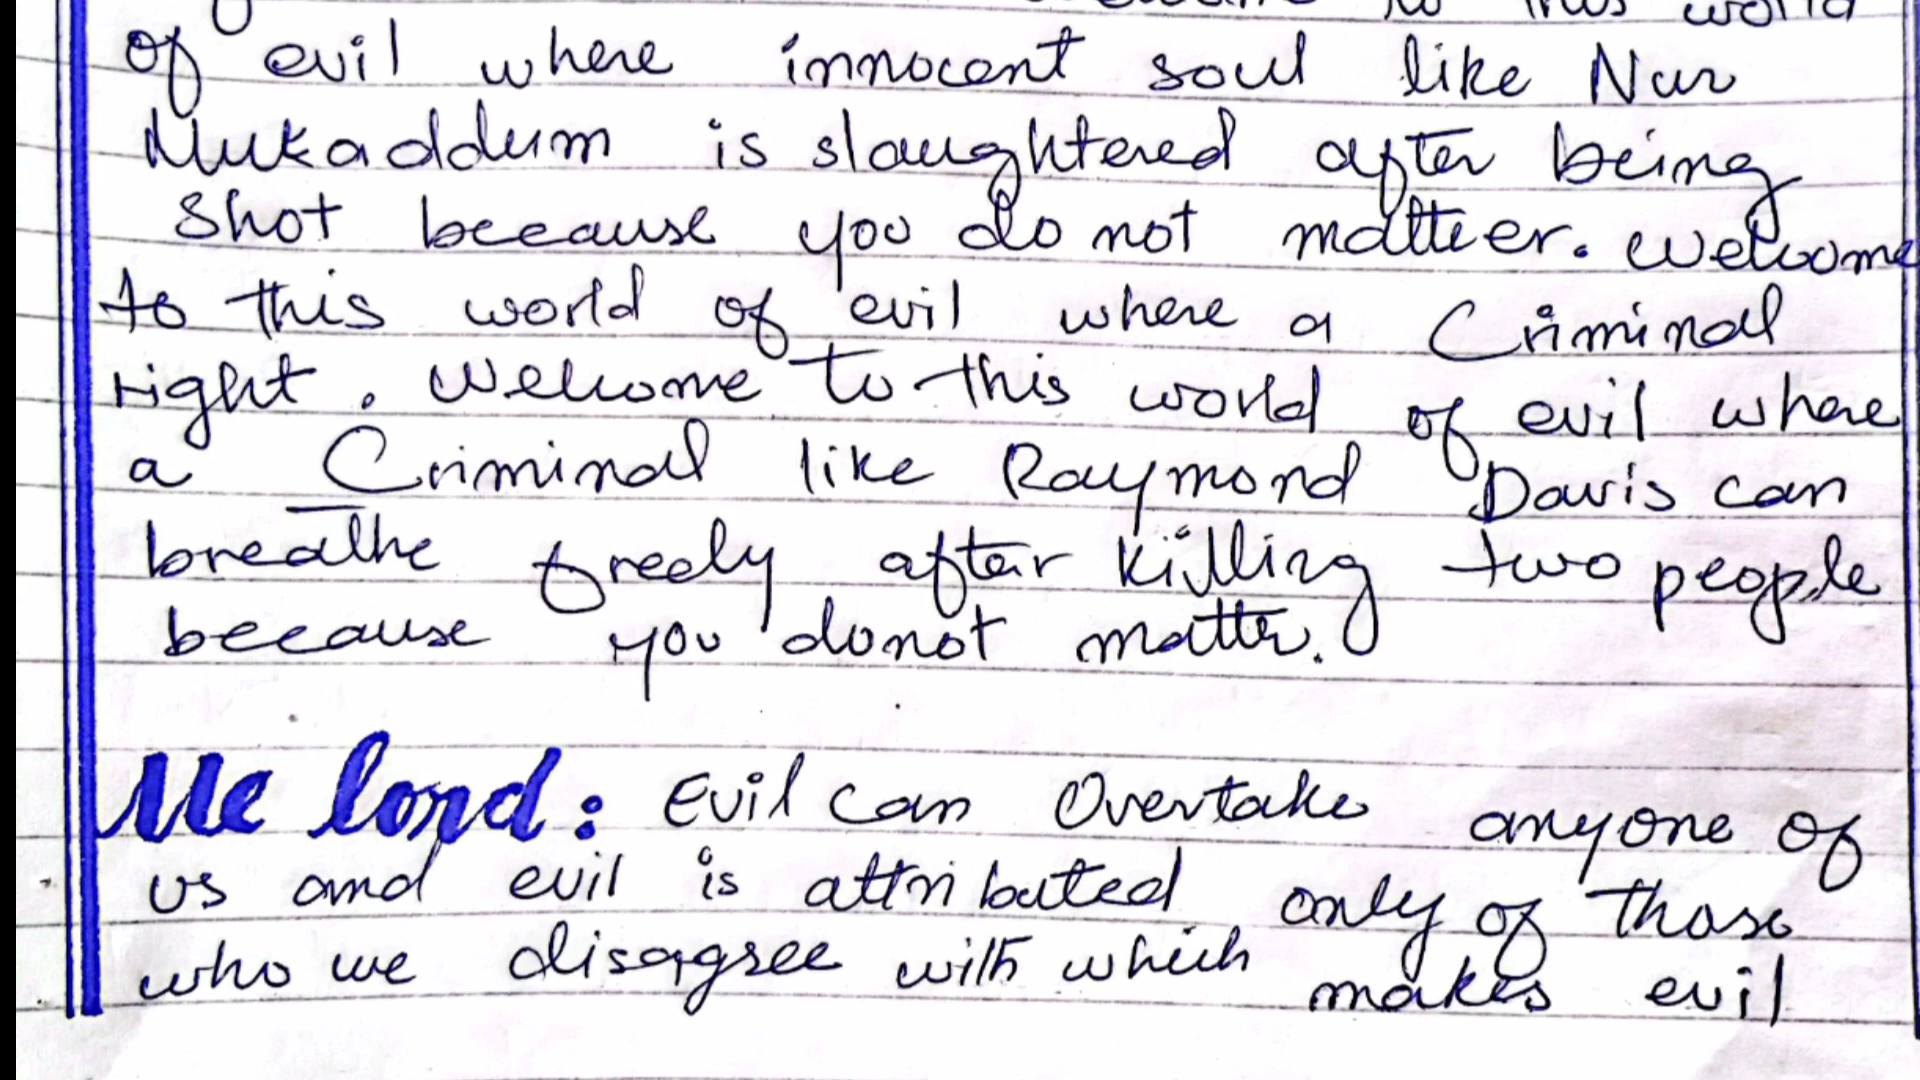 to this world
of evil where innocent soul like Nur
Mukaddum is slaughtered after being
shot because you do not matter. Welcome
to this world of evil where a Criminal
right. Welcome to this world of evil where
a Criminal like Raymond Davis can
breathe freely after killing two people
because you donot matter.
Me lord: Evil can Overtake anyone of
us and evil is attributed only of those
who we disagree with which makes evil